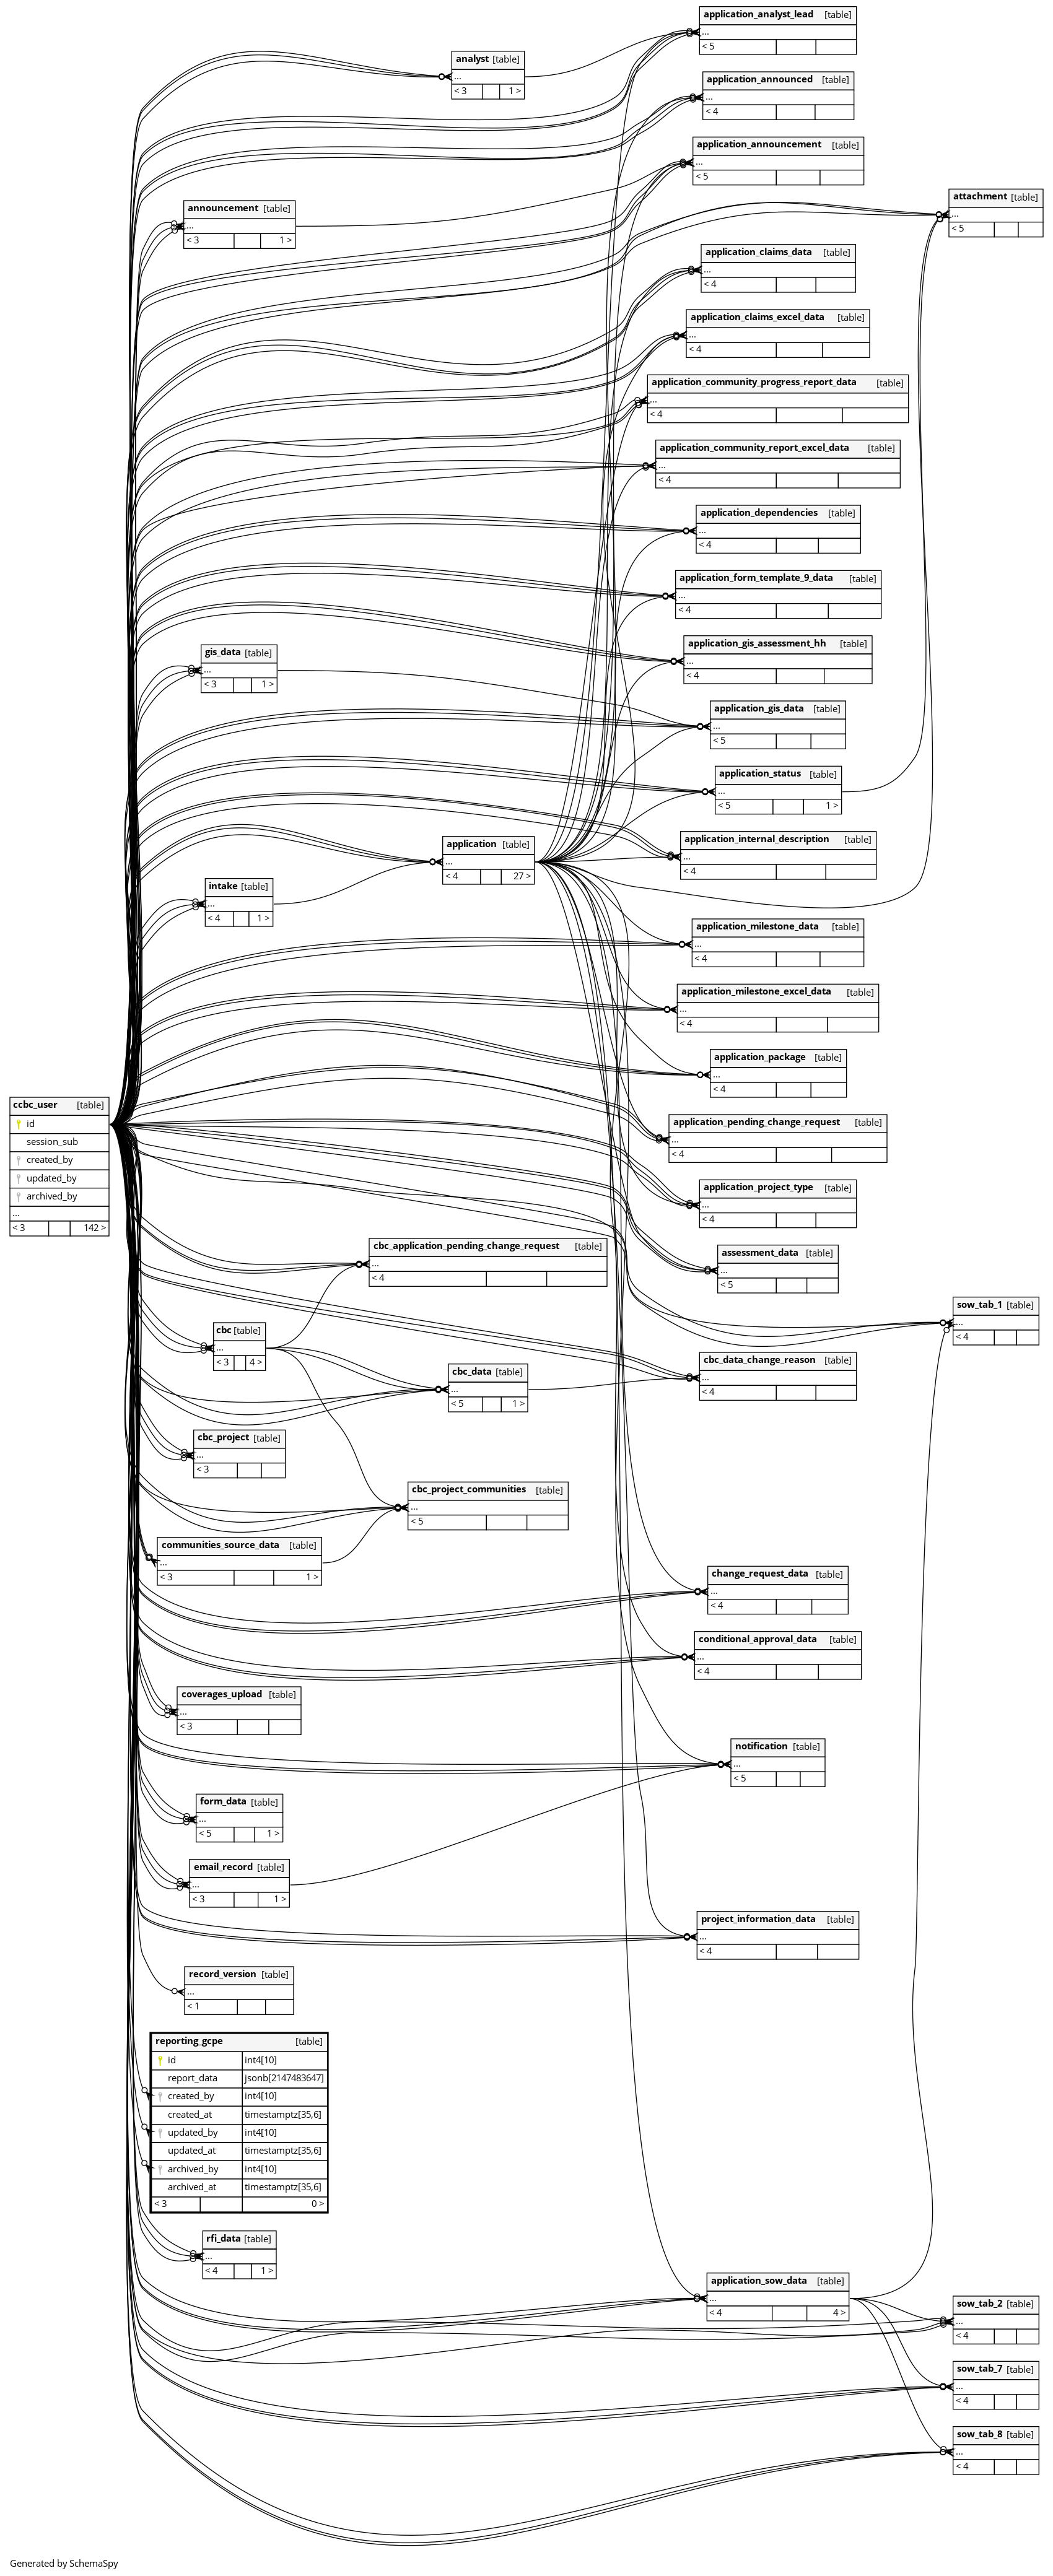 application_analyst_lead [table]
...
< 5
analyst [table]
...
< 3 1 >
application_announced [table]
...
< 4
application_announcement [table]
...
< 5
attachment [table]
...
< 5
announcement [table]
...
< 3 1 >
application_claims_data [table]
...
< 4
application_claims_excel_data [table]
...
< 4
application_community_progress_report_data [table]
...
< 4
application_community_report_excel_data [table]
...
< 4
application_dependencies [table]
...
< 4
application_form_template_9_data [table]
...
< 4
application_gis_assessment_hh [table]
...
< 4
gis_data [table]
...
< 3 1 >
application_gis_data [table]
...
< 5
application_status [table]
...
< 5 1 >
application_internal_description [table]
...
< 4
application [table]
...
< 4 27 >
intake [table]
...
< 4 1 >
application_milestone_data [table]
...
< 4
application_milestone_excel_data [table]
...
< 4
application_package [table]
...
< 4
ccbc_user [table]
id
session_sub
created_by
updated_by
archived_by
...
< 3 142 >
application_pending_change_request [table]
...
< 4
application_project_type [table]
...
< 4
cbc_application_pending_change_request [table]
...
< 4
assessment_data [table]
...
< 5
sow_tab_1 [table]
...
< 4
cbc [table]
...
< 3 4 >
cbc_data_change_reason [table]
...
< 4
cbc_data [table]
...
< 5 1 >
cbc_project [table]
...
< 3
cbc_project_communities [table]
...
< 5
communities_source_data [table]
...
< 3 1 >
change_request_data [table]
...
< 4
conditional_approval_data [table]
...
< 4
coverages_upload [table]
...
< 3
notification [table]
...
< 5
form_data [table]
...
< 5 1 >
email_record [table]
...
< 3 1 >
project_information_data [table]
...
< 4
record_version [table]
...
< 1
reporting_gcpe [table]
id int4[10]
report_data jsonb[2147483647]
created_by int4[10]
created_at timestamptz[35,6]
updated_by int4[10]
updated_at timestamptz[35,6]
archived_by int4[10]
archived_at timestamptz[35,6]
< 3 0 >
rfi_data [table]
...
< 4 1 >
application_sow_data [table]
...
< 4 4 >
sow_tab_2 [table]
...
< 4
sow_tab_7 [table]
...
< 4
sow_tab_8 [table]
...
< 4
Generated by SchemaSpy